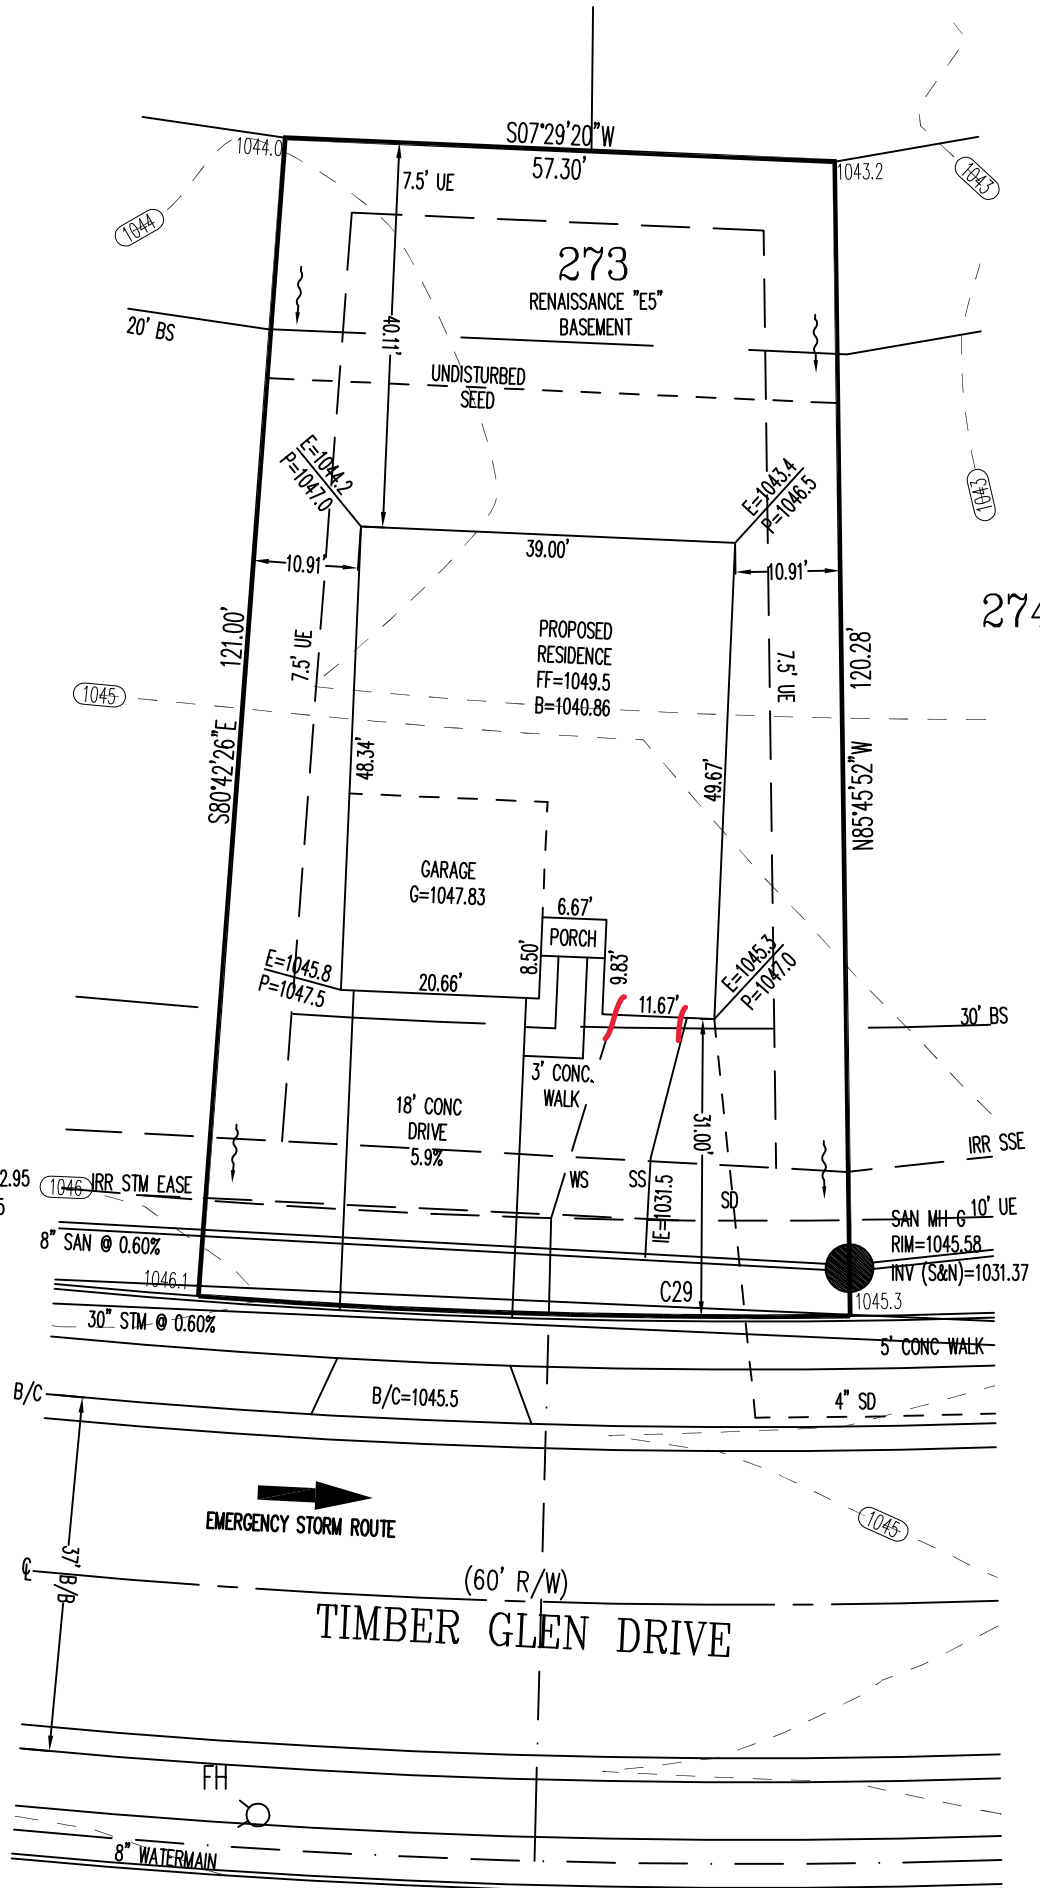 S07°29'20"W
57.30'
1044.0
1043.2
7.5' UE
1043
1044
273
RENAISSANCE "E5"
BASEMENT
20' BS
40.11'
UNDISTURBED
SEED
E=1044.2
P=1047.0
E=1043.4
P=1046.5
1043
39.00'
10.91'
10.91'
274
121.00'
S80°42'26"E
7.5' UE
PROPOSED
RESIDENCE
FF=1049.5
B=1040.86
7.5' UE
120.28'
N85°45'52"W
1045
48.34'
49.67'
GARAGE
G=1047.83
6.67'
PORCH
8.50'
9.83'
E=1045.8
P=1047.5
20.66'
11.67'
E=1045.3
P=1047.0
30' BS
3' CONC.
WALK
18' CONC
DRIVE
5.9%
31.00'
IRR SSE
2.95
5
1046
IRR STM EASE
WS
SS
IE=1031.5
SD
10' UE
SAN MH G
RIM=1045.58
INV (S&N)=1031.37
8" SAN @ 0.60%
1046.1
C29
1045.3
30" STM @ 0.60%
5' CONC WALK
B/C
B/C=1045.5
4" SD
EMERGENCY STORM ROUTE
1045
37' B/B
℄
(60' R/W)
TIMBER GLEN DRIVE
FH
8" WATERMAIN